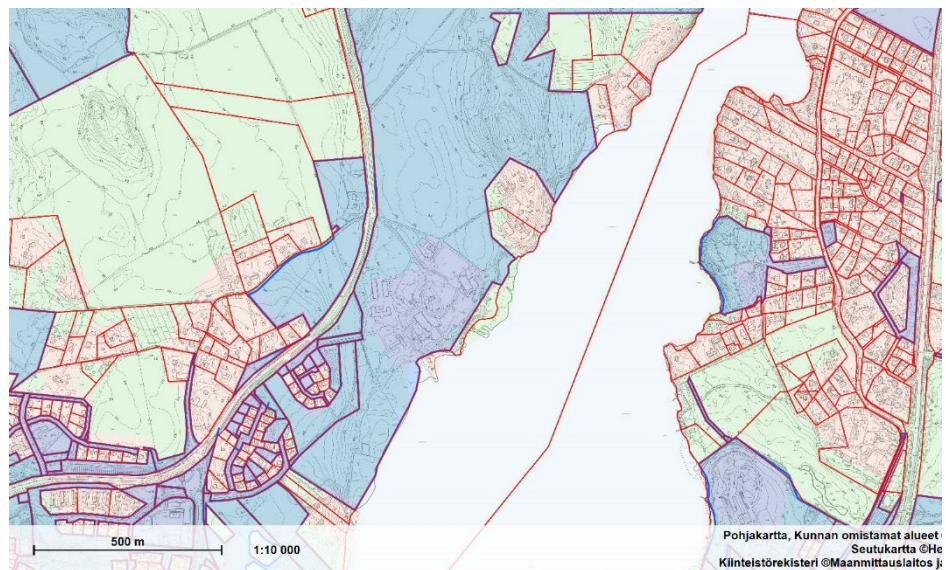 500 m
1:10 000
Pohjakartta, Kunnan omistamat alueet
Seutukartta ©He
Kiinteistörekisteri ©Maanmittauslaitos ja